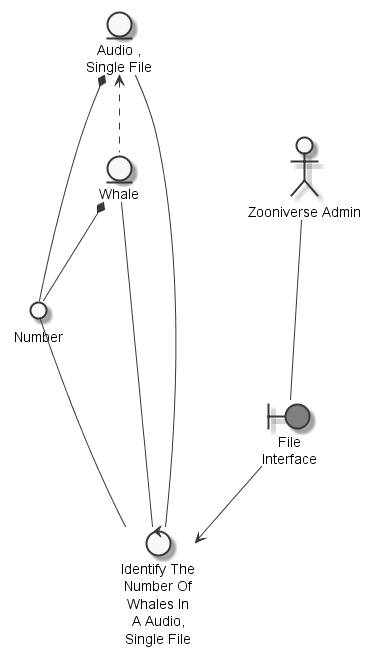 Audio ,
Single File
Whale
Zooniverse Admin
Number
File
Interface
Identify The
Number Of
Whales In
A Audio,
Single File